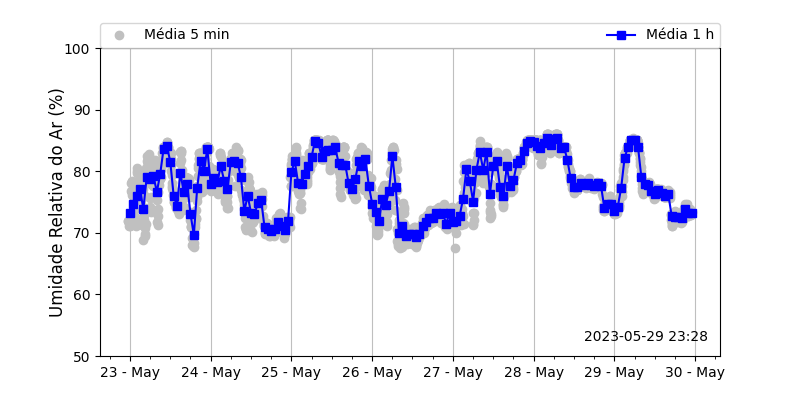 Média 5 min Média 1 h
100
90
80
70
60
50
Umidade Relativa do Ar (%)
2023-05-29 23:28
23 - May 24 - May 25 - May 26 - May 27 - May 28 - May 29 - May 30 - May